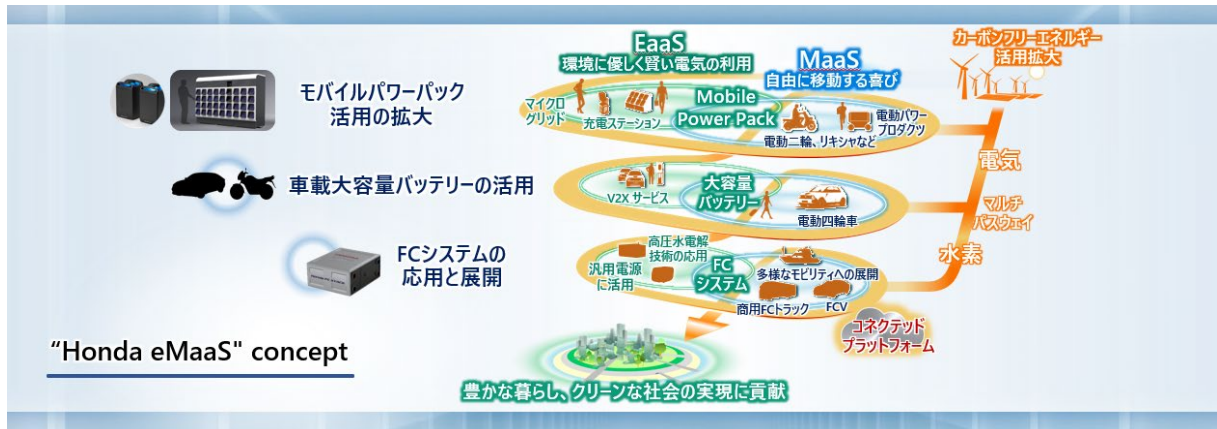 モバイルパワーパック
活用の拡大
車載大容量バッテリーの活用
FCシステムの
応用と展開
“Honda eMaaS" concept
EaaS
環境に優しく賢い電気の利用
MaaS
自由に移動する喜び
カーボンフリーエネルギー
活用拡大
マイクロ
グリッド
充電ステーション
Mobile
Power Pack
電動二輪、リキシャなど
電動パワー
プロダクツ
電気
V2X サービス
大容量
バッテリー
電動四輪車
マルチ
パスウェイ
水素
高圧水電解
技術の応用
汎用電源
に活用
FC
システム
多様なモビリティへの展開
商用FCトラック
FCV
コネクテッド
プラットフォーム
豊かな暮らし、クリーンな社会の実現に貢献